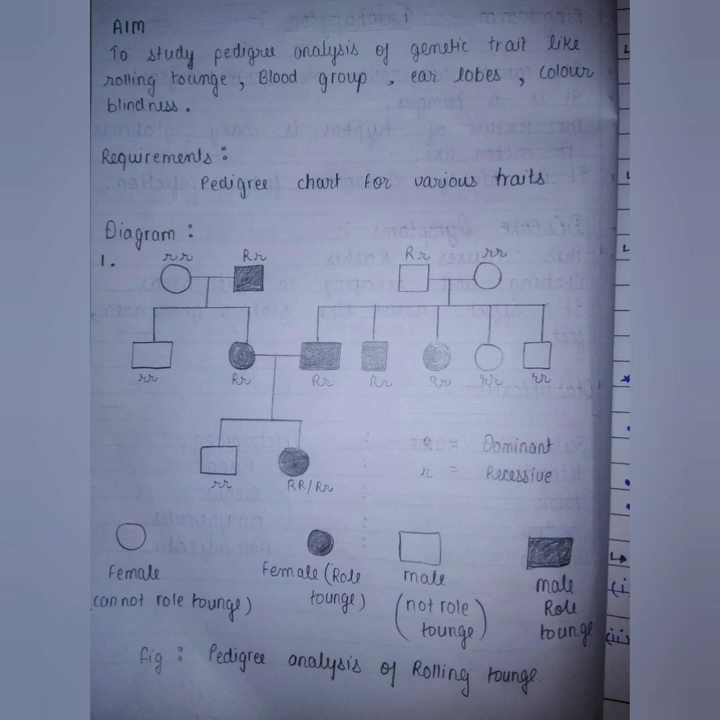 AIM
To study pedigree analysis of genetic trait like
rolling tounge, Blood group, ear lobes, colour
blindness.
Requirements:
Pedigree chart for various traits
Diagram:
1.
rr Rr Rr rr
rr Rr Rr Rr Rr rr rr
rr RR/Rr
R = Dominant
r = Recessive
Female
(can not role tounge)
Female (Role
tounge)
male
(not role
tounge)
male
Role
tounge
fig: Pedigree analysis of Rolling tounge